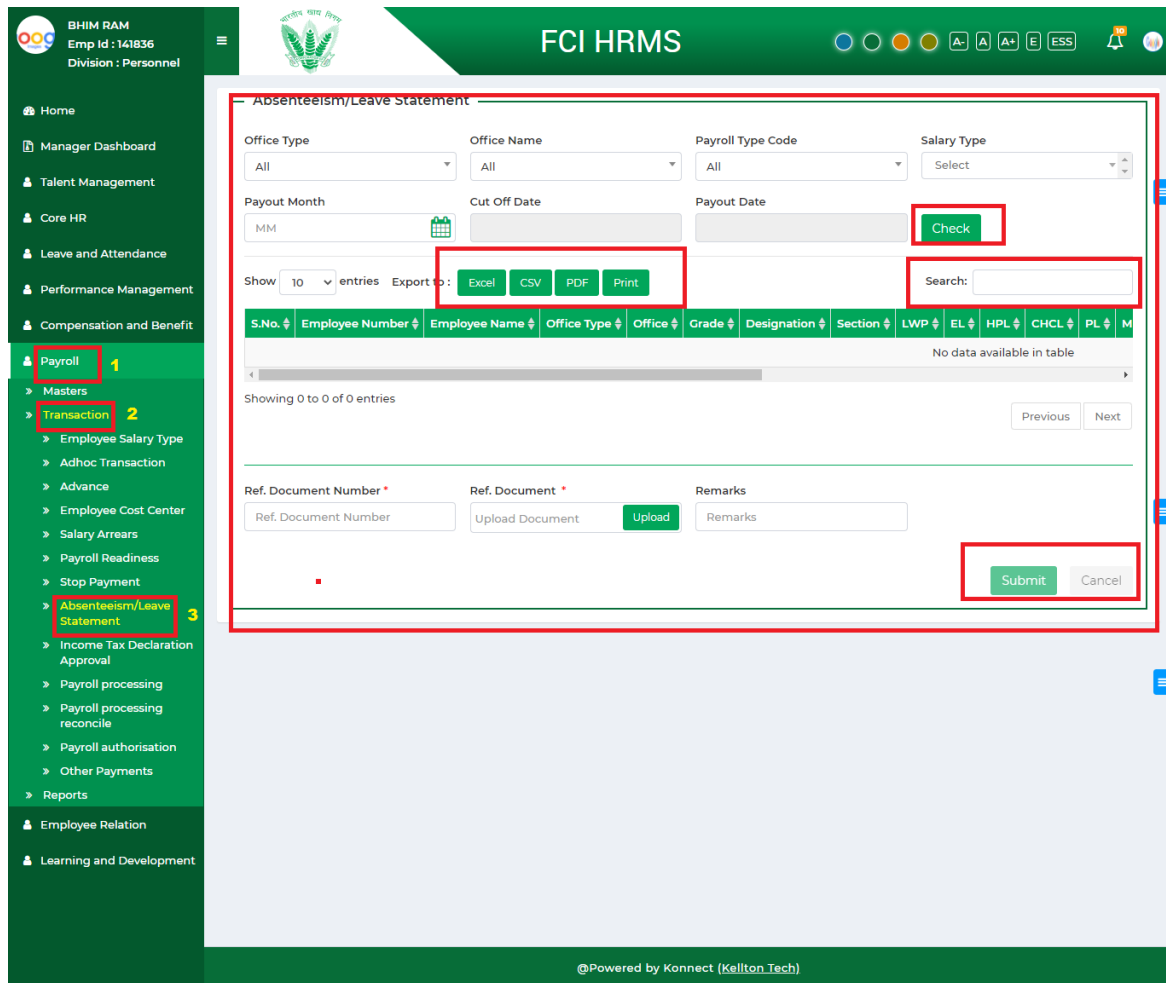 BHIM RAM
Emp Id : 141836
Division : Personnel
भारतीय खाद्य निगम
FCI HRMS
A- A A+ E ESS
10
Home
Manager Dashboard
Talent Management
Core HR
Leave and Attendance
Performance Management
Compensation and Benefit
Payroll 1
Masters
Transaction 2
Employee Salary Type
Adhoc Transaction
Advance
Employee Cost Center
Salary Arrears
Payroll Readiness
Stop Payment
Absenteeism/Leave
Statement 3
Income Tax Declaration
Approval
Payroll processing
Payroll processing
reconcile
Payroll authorisation
Other Payments
Reports
Employee Relation
Learning and Development
Absenteeism/Leave Statement
Office Type Office Name Payroll Type Code Salary Type
All All All Select
Payout Month Cut Off Date Payout Date
MM Check
Show 10 entries Export to : Excel CSV PDF Print Search:
S.No. Employee Number Employee Name Office Type Office Grade Designation Section LWP EL HPL CHCL PL M
No data available in table
Showing 0 to 0 of 0 entries
Previous Next
Ref. Document Number * Ref. Document * Remarks
Ref. Document Number Upload Document Upload Remarks
Submit Cancel
@Powered by Konnect (Kellton Tech)